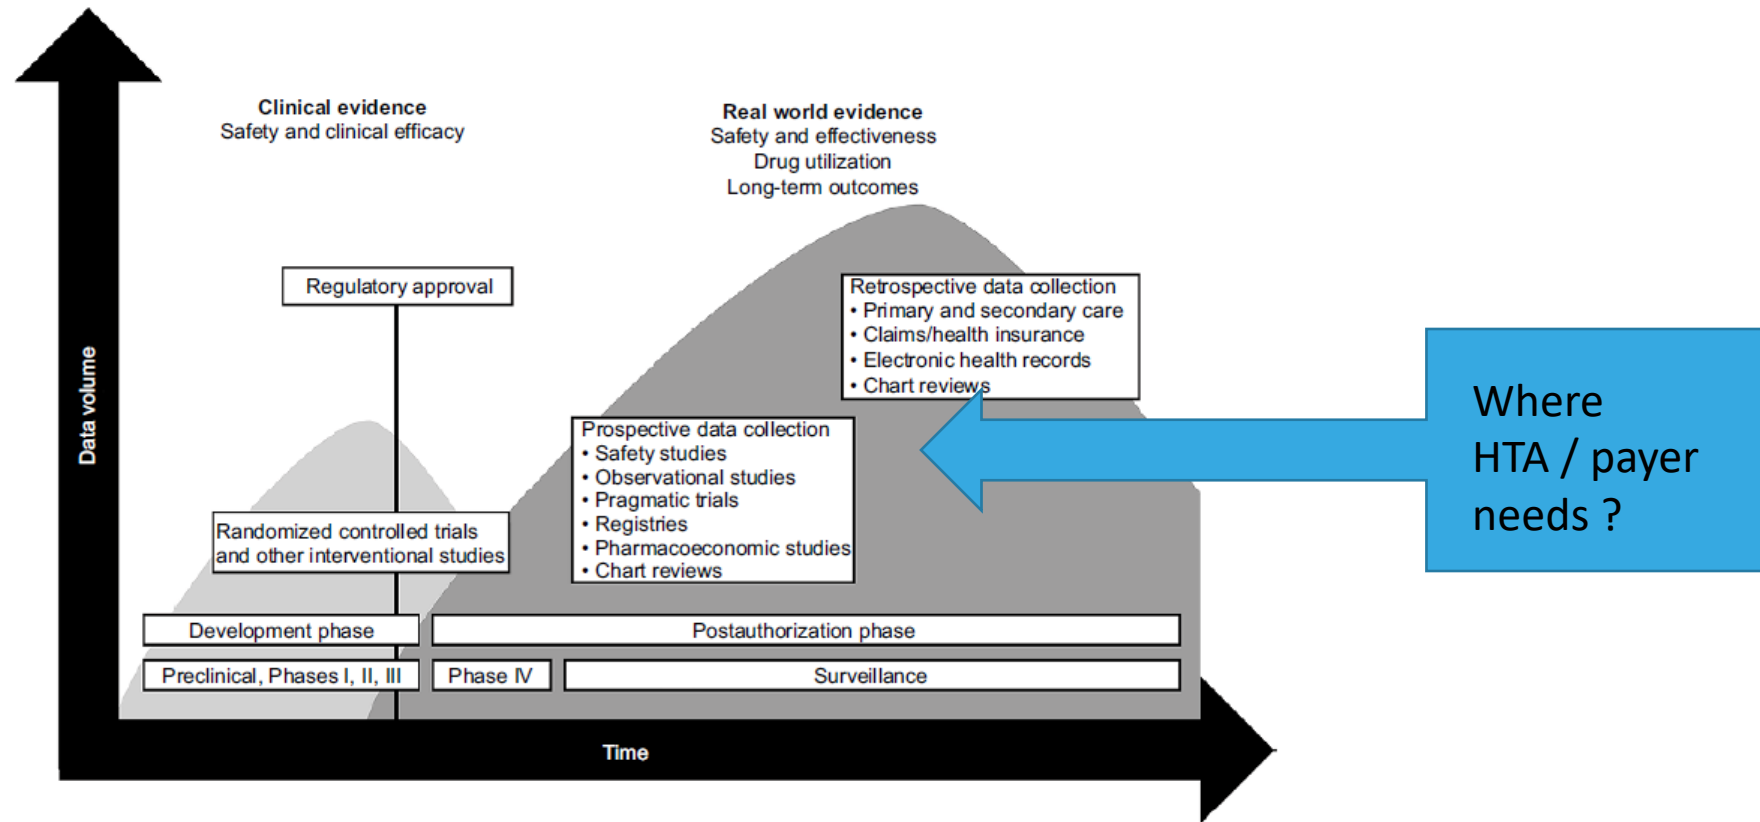 Clinical evidence
Safety and clinical efficacy
Real world evidence
Safety and effectiveness
Drug utilization
Long-term outcomes
Regulatory approval
Retrospective data collection
• Primary and secondary care
• Claims/health insurance
• Electronic health records
• Chart reviews
Where
HTA / payer
needs ?
Data volume
Prospective data collection
• Safety studies
• Observational studies
• Pragmatic trials
• Registries
• Pharmacoeconomic studies
• Chart reviews
Randomized controlled trials
and other interventional studies
Development phase
Postauthorization phase
Preclinical, Phases I, II, III
Phase IV
Surveillance
Time